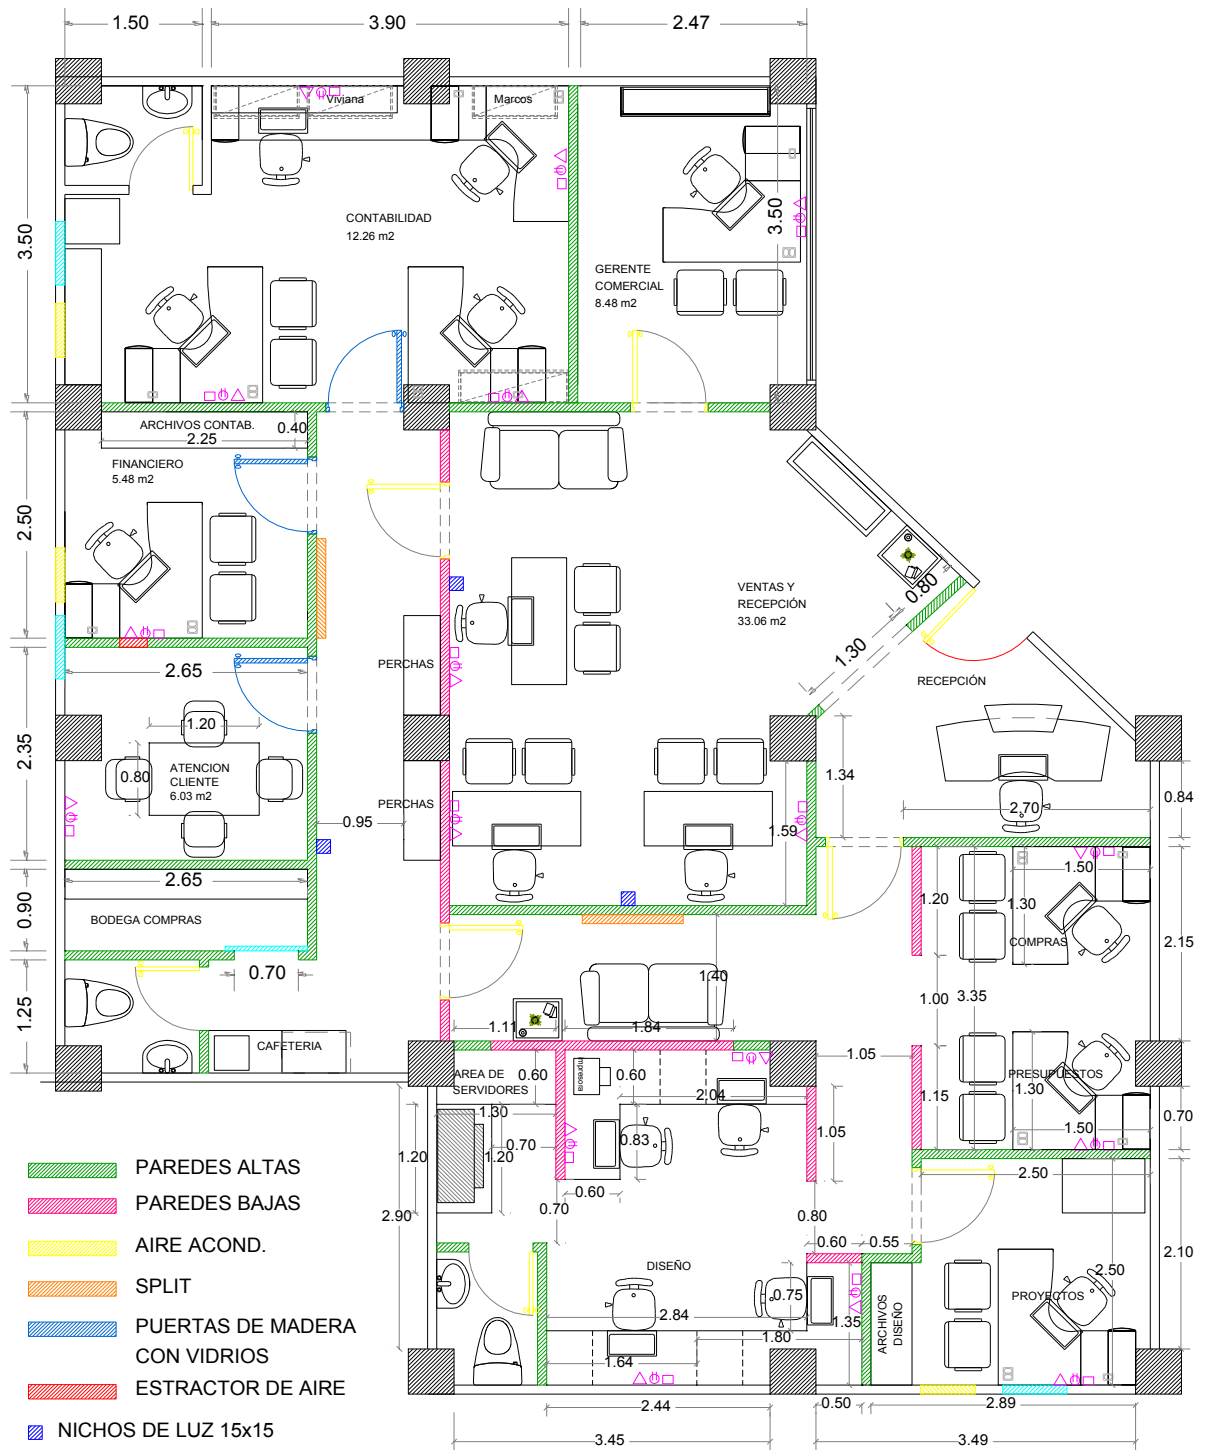 1.50
3.90
2.47
Viviana
Marcos
3.50
CONTABILIDAD
12.26 m2
3.50
GERENTE
COMERCIAL
8.48 m2
ARCHIVOS CONTAB.
0.40
2.25
FINANCIERO
5.48 m2
2.50
0.80
VENTAS Y
RECEPCIÓN
33.06 m2
1.30
PERCHAS
2.65
RECEPCIÓN
1.20
2.35
ATENCION
CLIENTE
6.03 m2
0.80
1.34
0.84
PERCHAS
2.70
0.95
1.59
2.65
1.50
0.90
BODEGA COMPRAS
1.20
1.30
COMPRAS
2.15
0.70
1.40
1.00
3.35
1.25
1.11
1.84
CAFETERIA
1.05
AREA DE
SERVIDORES
0.60
impresora
0.60
2.04
PRESUPUESTOS
1.30
1.15
1.30
0.70
1.05
1.50
0.83
0.70
1.20
1.20
PAREDES ALTAS
2.50
0.60
PAREDES BAJAS
2.90
0.70
0.80
AIRE ACOND.
0.60
0.55
2.10
DISEÑO
2.50
SPLIT
0.75
PROYECTOS
2.84
1.35
ARCHIVOS
DISEÑO
PUERTAS DE MADERA
CON VIDRIOS
1.80
1.64
ESTRACTOR DE AIRE
2.44
0.50
2.89
NICHOS DE LUZ 15x15
3.45
3.49